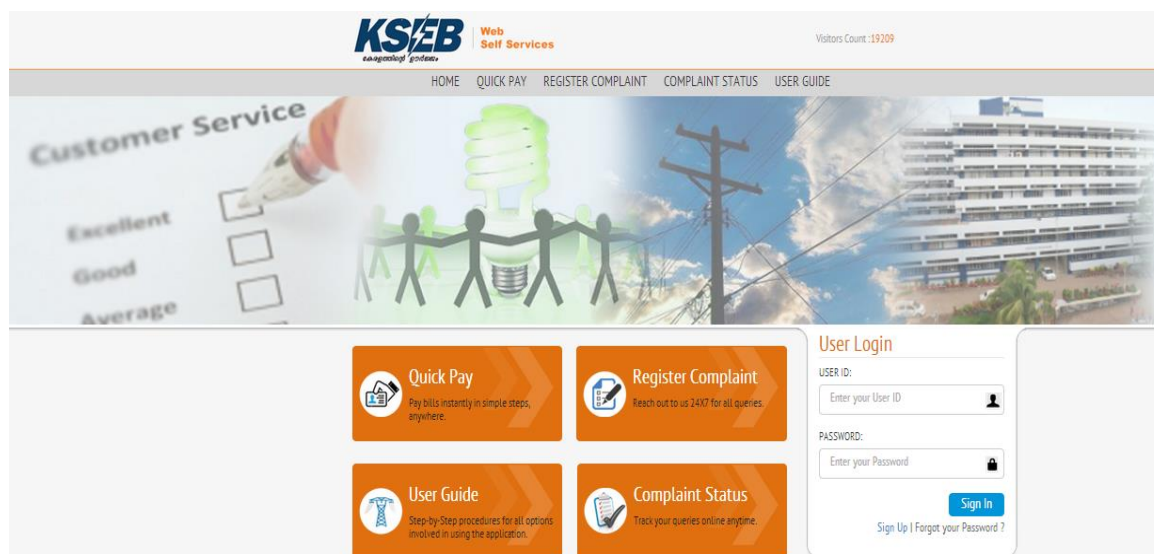 KSEB
Web
Self Services
കേരളത്തിന്റെ ഊർജ്ജം
Visitors Count :19209
HOME QUICK PAY REGISTER COMPLAINT COMPLAINT STATUS USER GUIDE
Customer Service
Excellent
Good
Average
Quick Pay
Pay bills instantly in simple steps,
anywhere.
Register Complaint
Reach out to us 24X7 for all queries.
User Guide
Step-by-Step procedures for all options
involved in using the application.
Complaint Status
Track your queries online anytime.
User Login
USER ID:
Enter your User ID
PASSWORD:
Enter your Password
Sign In
Sign Up | Forgot your Password ?